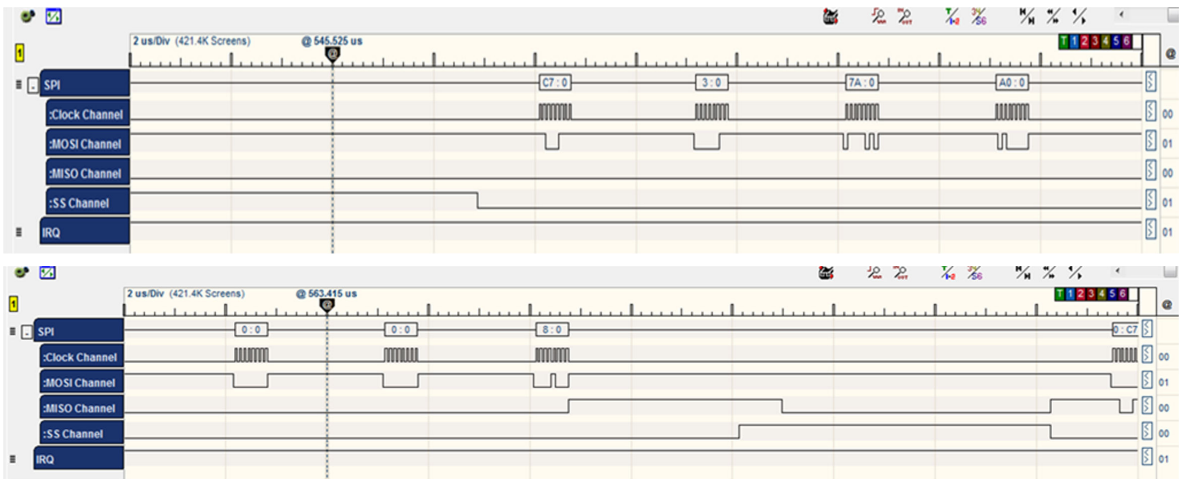 2 us/Div (421.4K Screens) @ 545.525 us
T 1 2 3 4 5 6
1
@
SPI C7 : 0 3 : 0 7A : 0 A0 : 0
:Clock Channel 00
:MOSI Channel 01
:MISO Channel 00
:SS Channel 01
IRQ 01
2 us/Div (421.4K Screens) @ 563.415 us
T 1 2 3 4 5 6
1
@
SPI 0 : 0 0 : 0 8 : 0 0 : C7
:Clock Channel 00
:MOSI Channel 01
:MISO Channel 00
:SS Channel 00
IRQ 01